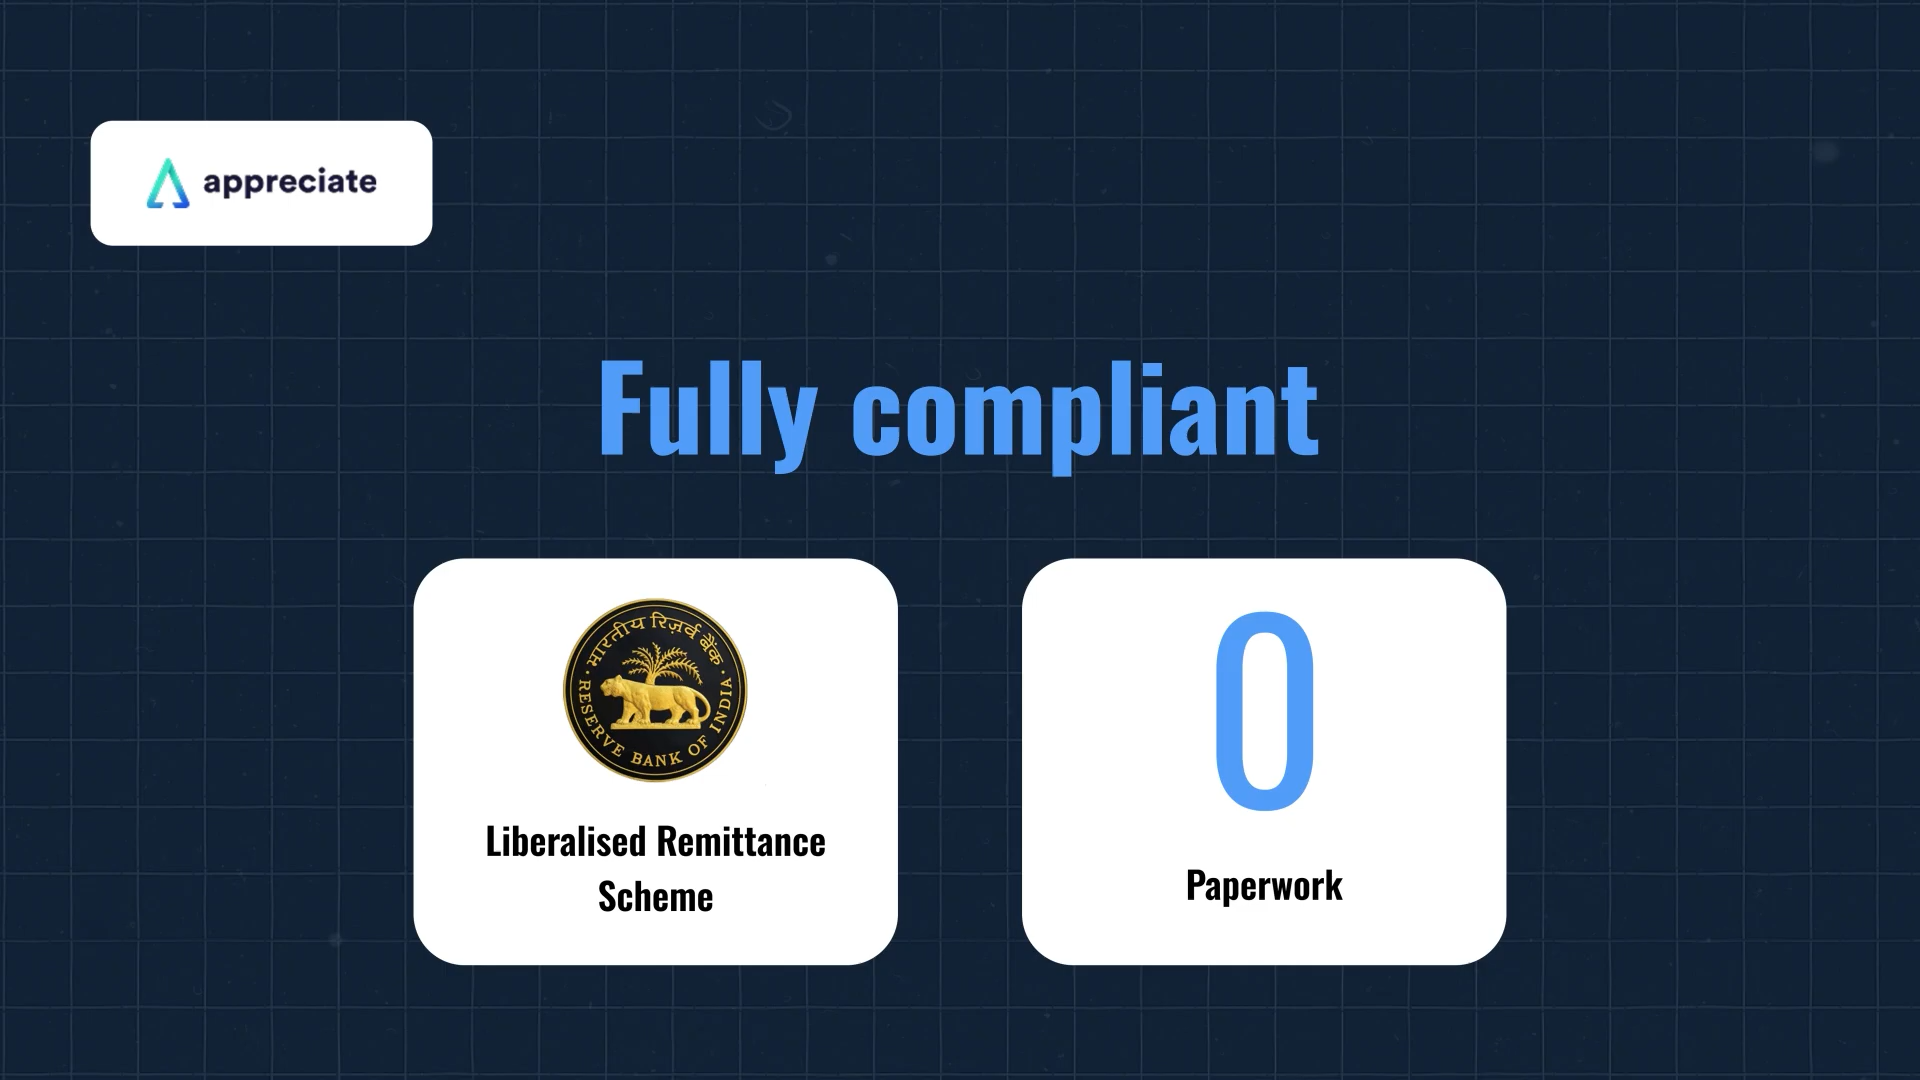 appreciate
Fully compliant
भारतीय रिज़र्व बैंक
RESERVE BANK OF INDIA
Liberalised Remittance
Scheme
0
Paperwork